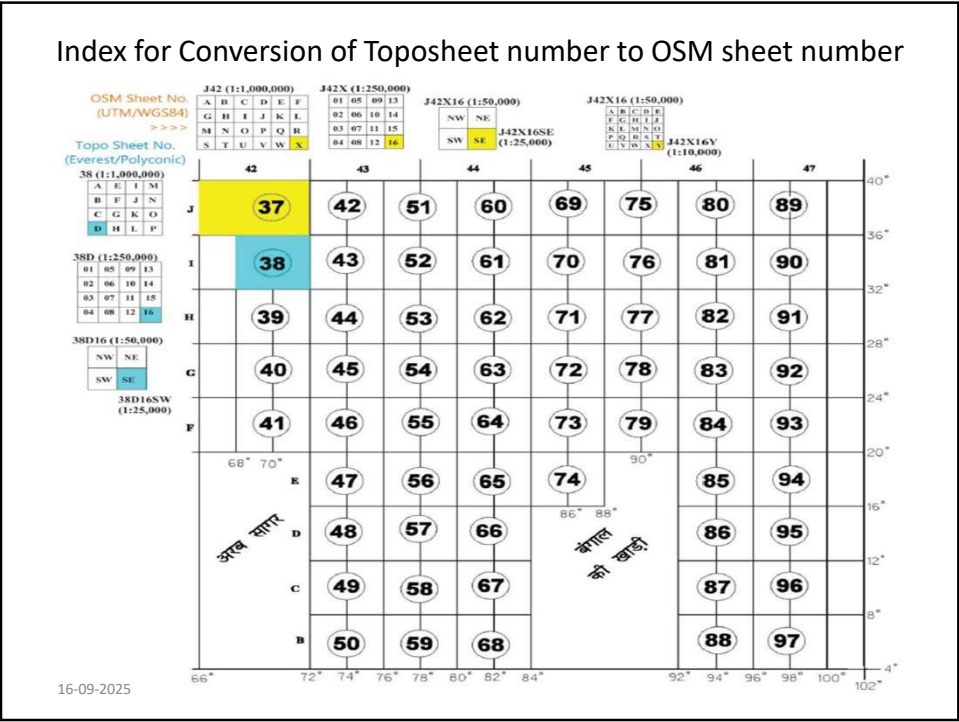 Index for Conversion of Toposheet number to OSM sheet number
OSM Sheet No.
(UTM/WGS84)
>>>>
Topo Sheet No.
(Everest/Polyconic)
J42 (1:1,000,000)
A B C D E F
G H I J K L
M N O P Q R
S T U V W X
J42X (1:250,000)
01 05 09 13
02 06 10 14
03 07 11 15
04 08 12 16
J42X16 (1:50,000)
NW NE
SW SE
J42X16SE
(1:25,000)
J42X16 (1:50,000)
A B C D E
F G H I J
K L M N O
P Q R S T
U V W X Y
J42X16Y
(1:10,000)
38 (1:1,000,000)
A E I M
B F J N
C G K O
D H L P
38D (1:250,000)
01 05 09 13
02 06 10 14
03 07 11 15
04 08 12 16
38D16 (1:50,000)
NW NE
SW SE
38D16SW
(1:25,000)
42 43 44 45 46 47
40°
J 37 42 51 60 69 75 80 89
36°
I 38 43 52 61 70 76 81 90
32°
H 39 44 53 62 71 77 82 91
28°
G 40 45 54 63 72 78 83 92
24°
F 41 46 55 64 73 79 84 93
20°
68° 70° 90°
E 47 56 65 74 85 94
16°
86° 88°
अरब सागर
D 48 57 66 86 95
बंगाल
की खाड़ी
12°
C 49 58 67 87 96
8°
B 50 59 68 88 97
4°
66° 72° 74° 76° 78° 80° 82° 84° 92° 94° 96° 98° 100° 102°
16-09-2025